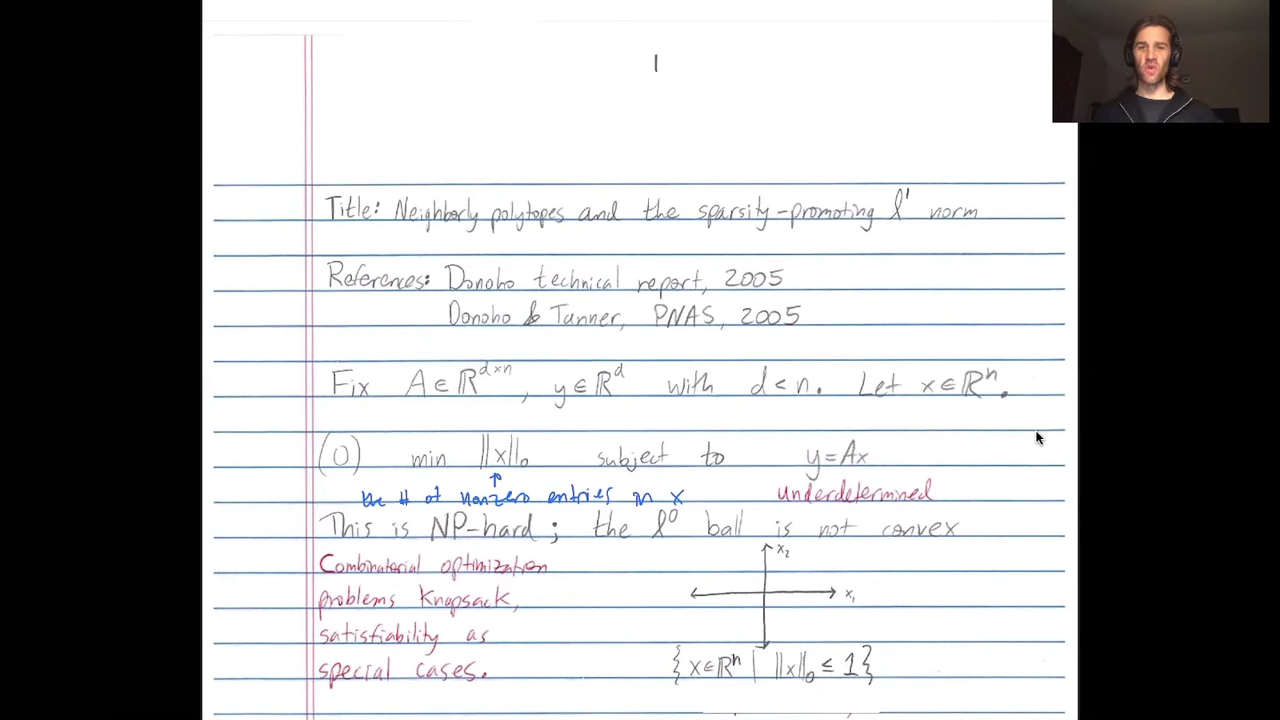 1
Title: Neighborly polytopes and the sparsity-promoting ℓ¹ norm
References: Donoho technical report, 2005
Donoho & Tanner, PNAS, 2005
Fix A ∈ ℝ^{d×n}, y ∈ ℝ^d with d < n. Let x ∈ ℝ^n.
(0) min ||x||₀ subject to y = Ax
↑
the # of nonzero entries in x underdetermined
This is NP-hard; the ℓ⁰ ball is not convex
x₂
Combinatorial optimization
problems Knapsack, x₁
satisfiability as
{x ∈ ℝ^n | ||x||₀ ≤ 1}
special cases.